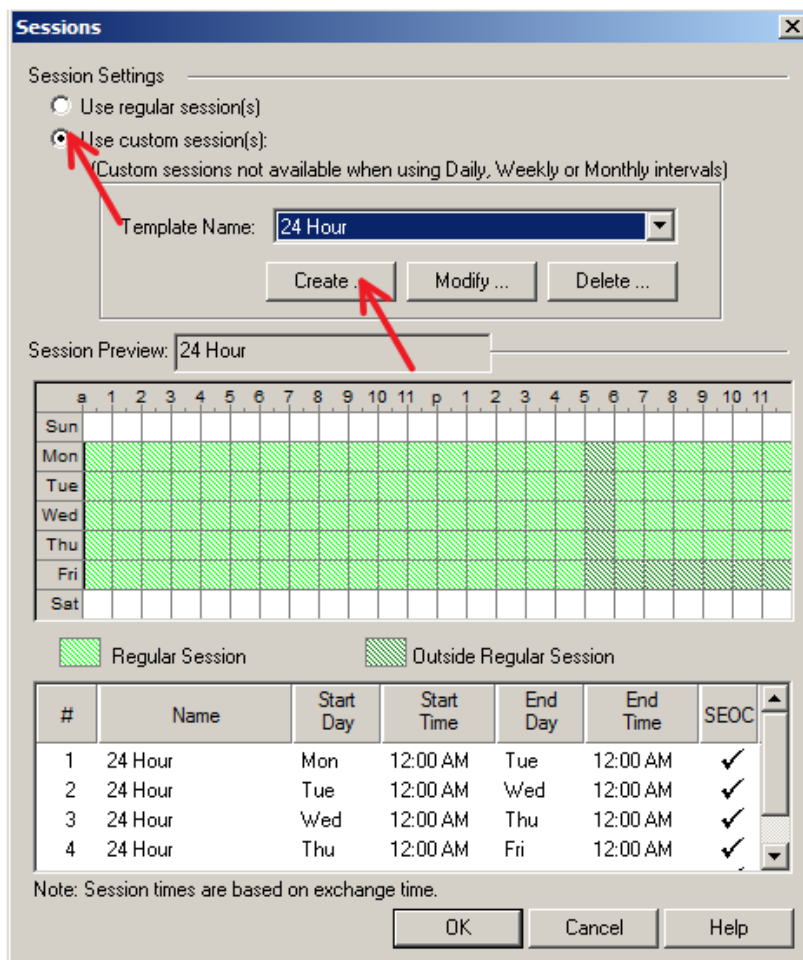 Sessions
Session Settings
Use regular session(s)
Use custom session(s):
(Custom sessions not available when using Daily, Weekly or Monthly intervals)
Template Name: 24 Hour
Create ... Modify ... Delete ...
Session Preview: 24 Hour
a 1 2 3 4 5 6 7 8 9 10 11 p 1 2 3 4 5 6 7 8 9 10 11
Sun
Mon
Tue
Wed
Thu
Fri
Sat
Regular Session Outside Regular Session
# Name Start Day Start Time End Day End Time SEOC
1 24 Hour Mon 12:00 AM Tue 12:00 AM ✓
2 24 Hour Tue 12:00 AM Wed 12:00 AM ✓
3 24 Hour Wed 12:00 AM Thu 12:00 AM ✓
4 24 Hour Thu 12:00 AM Fri 12:00 AM ✓
Note: Session times are based on exchange time.
OK Cancel Help